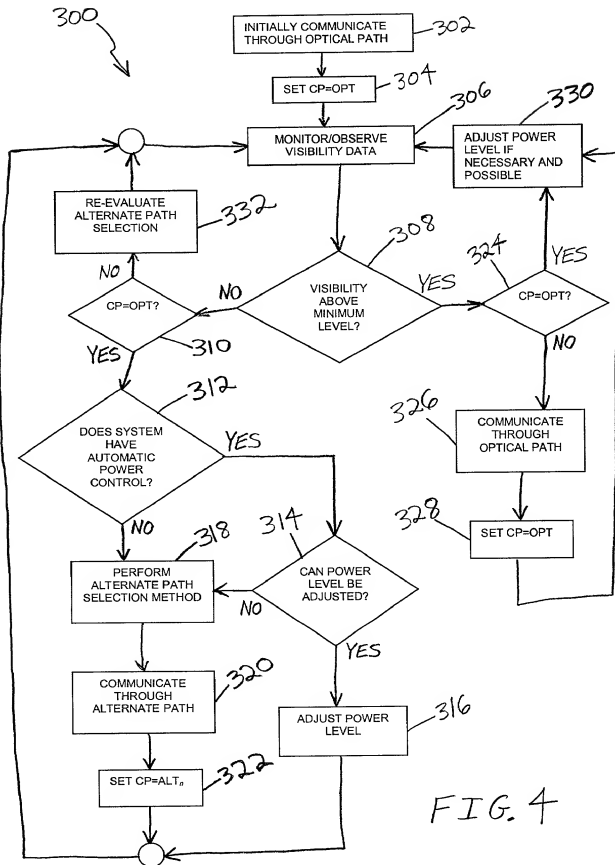 300
INITIALLY COMMUNICATE
THROUGH OPTICAL PATH
302
SET CP=OPT
304
306
MONITOR/OBSERVE
VISIBILITY DATA
330
ADJUST POWER
LEVEL IF
NECESSARY AND
POSSIBLE
RE-EVALUATE
ALTERNATE PATH
SELECTION
332
NO
CP=OPT?
310
YES
NO
308
VISIBILITY
ABOVE
MINIMUM
LEVEL?
YES
324
YES
CP=OPT?
NO
312
DOES SYSTEM
HAVE
AUTOMATIC
POWER
CONTROL?
YES
NO
326
COMMUNICATE
THROUGH
OPTICAL PATH
328
SET CP=OPT
314
CAN POWER
LEVEL BE
ADJUSTED?
NO
YES
318
PERFORM
ALTERNATE PATH
SELECTION METHOD
320
COMMUNICATE
THROUGH
ALTERNATE PATH
316
ADJUST POWER
LEVEL
322
SET CP=ALTn
FIG. 4